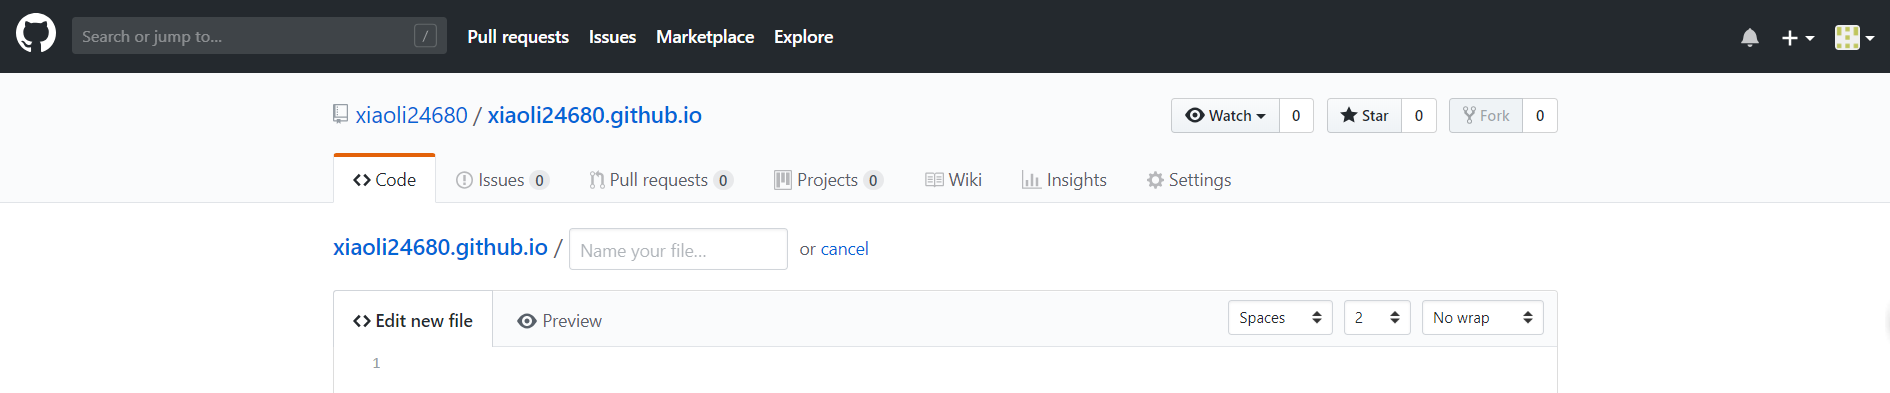 Search or jump to... / Pull requests Issues Marketplace Explore
xiaoli24680 / xiaoli24680.github.io Watch 0 Star 0 Fork 0
Code Issues 0 Pull requests 0 Projects 0 Wiki Insights Settings
xiaoli24680.github.io / Name your file... or cancel
Edit new file Preview Spaces 2 No wrap
1